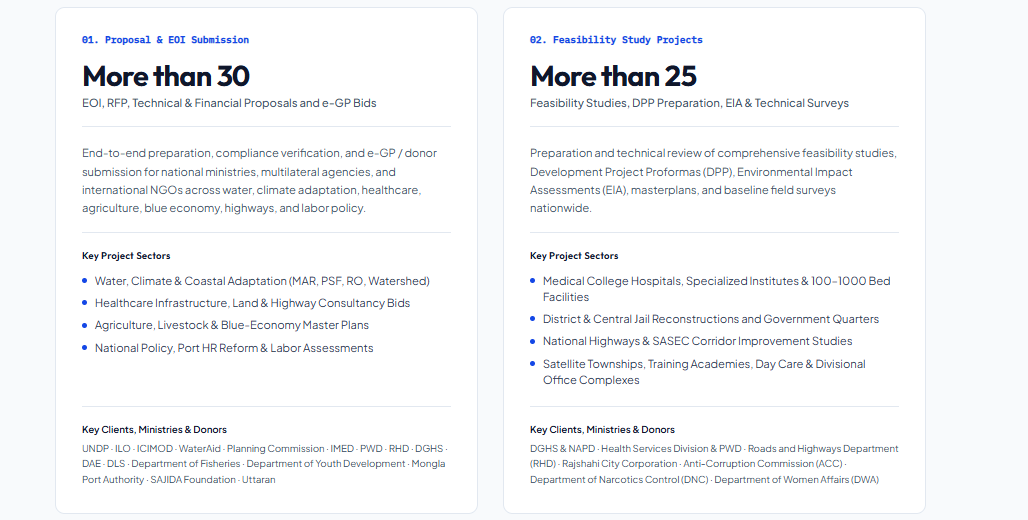 01. Proposal & EOI Submission
More than 30
EOI, RFP, Technical & Financial Proposals and e-GP Bids
End-to-end preparation, compliance verification, and e-GP / donor
submission for national ministries, multilateral agencies, and
international NGOs across water, climate adaptation, healthcare,
agriculture, blue economy, highways, and labor policy.
Key Project Sectors
Water, Climate & Coastal Adaptation (MAR, PSF, RO, Watershed)
Healthcare Infrastructure, Land & Highway Consultancy Bids
Agriculture, Livestock & Blue-Economy Master Plans
National Policy, Port HR Reform & Labor Assessments
Key Clients, Ministries & Donors
UNDP · ILO · ICIMOD · WaterAid · Planning Commission · IMED · PWD · RHD · DGHS ·
DAE · DLS · Department of Fisheries · Department of Youth Development · Mongla
Port Authority · SAJIDA Foundation · Uttaran
02. Feasibility Study Projects
More than 25
Feasibility Studies, DPP Preparation, EIA & Technical Surveys
Preparation and technical review of comprehensive feasibility studies,
Development Project Proformas (DPP), Environmental Impact
Assessments (EIA), masterplans, and baseline field surveys
nationwide.
Key Project Sectors
Medical College Hospitals, Specialized Institutes & 100-1000 Bed
Facilities
District & Central Jail Reconstructions and Government Quarters
National Highways & SASEC Corridor Improvement Studies
Satellite Townships, Training Academies, Day Care & Divisional
Office Complexes
Key Clients, Ministries & Donors
DGHS & NAPD · Health Services Division & PWD · Roads and Highways Department
(RHD) · Rajshahi City Corporation · Anti-Corruption Commission (ACC) ·
Department of Narcotics Control (DNC) · Department of Women Affairs (DWA)